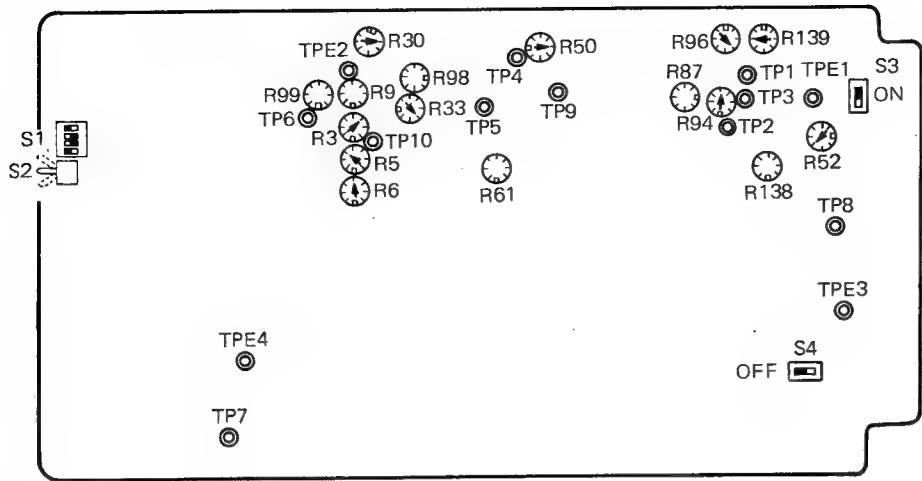 R30
R96
R139
TPE2
R50
TP4
S3
R98
R87
TP1
TPE1
R99
R9
R33
TP9
TP3
ON
TP6
TP5
R94
TP2
S1
R3
TP10
R52
S2
R5
R6
R61
R138
TP8
TPE3
TPE4
S4
OFF
TP7